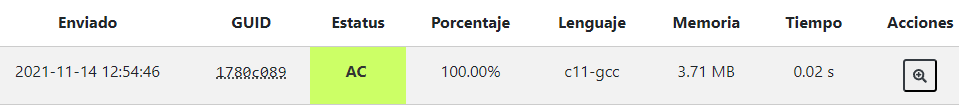 Enviado GUID Estatus Porcentaje Lenguaje Memoria Tiempo Acciones
2021-11-14 12:54:46 1780c089 AC 100.00% c11-gcc 3.71 MB 0.02 s